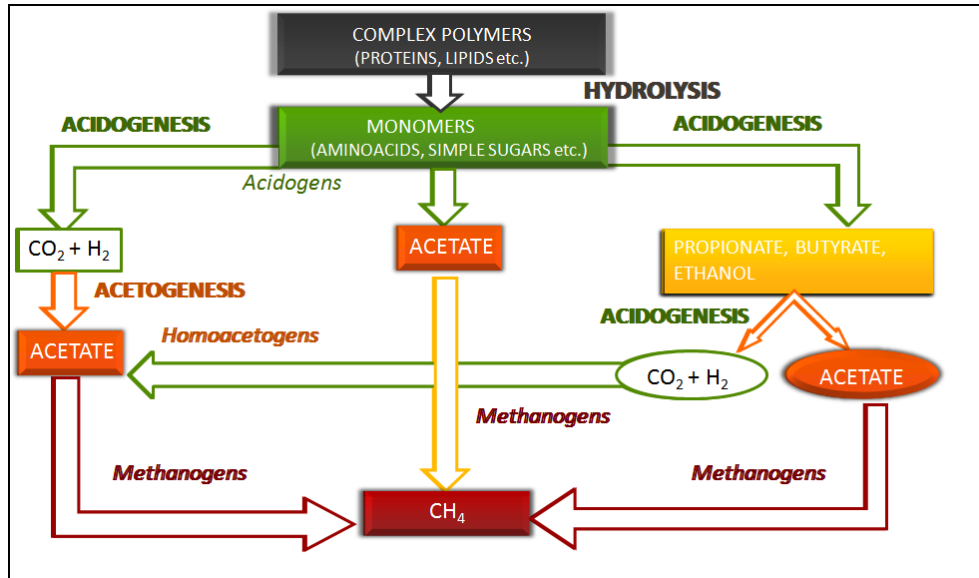 COMPLEX POLYMERS
(PROTEINS, LIPIDS etc.)
HYDROLYSIS
ACIDOGENESIS
MONOMERS
(AMINOACIDS, SIMPLE SUGARS etc.)
ACIDOGENESIS
Acidogens
CO₂ + H₂
ACETATE
PROPIONATE, BUTYRATE,
ETHANOL
ACETOGENESIS
ACIDOGENESIS
Homoacetogens
ACETATE
CO₂ + H₂
ACETATE
Methanogens
Methanogens
Methanogens
CH₄